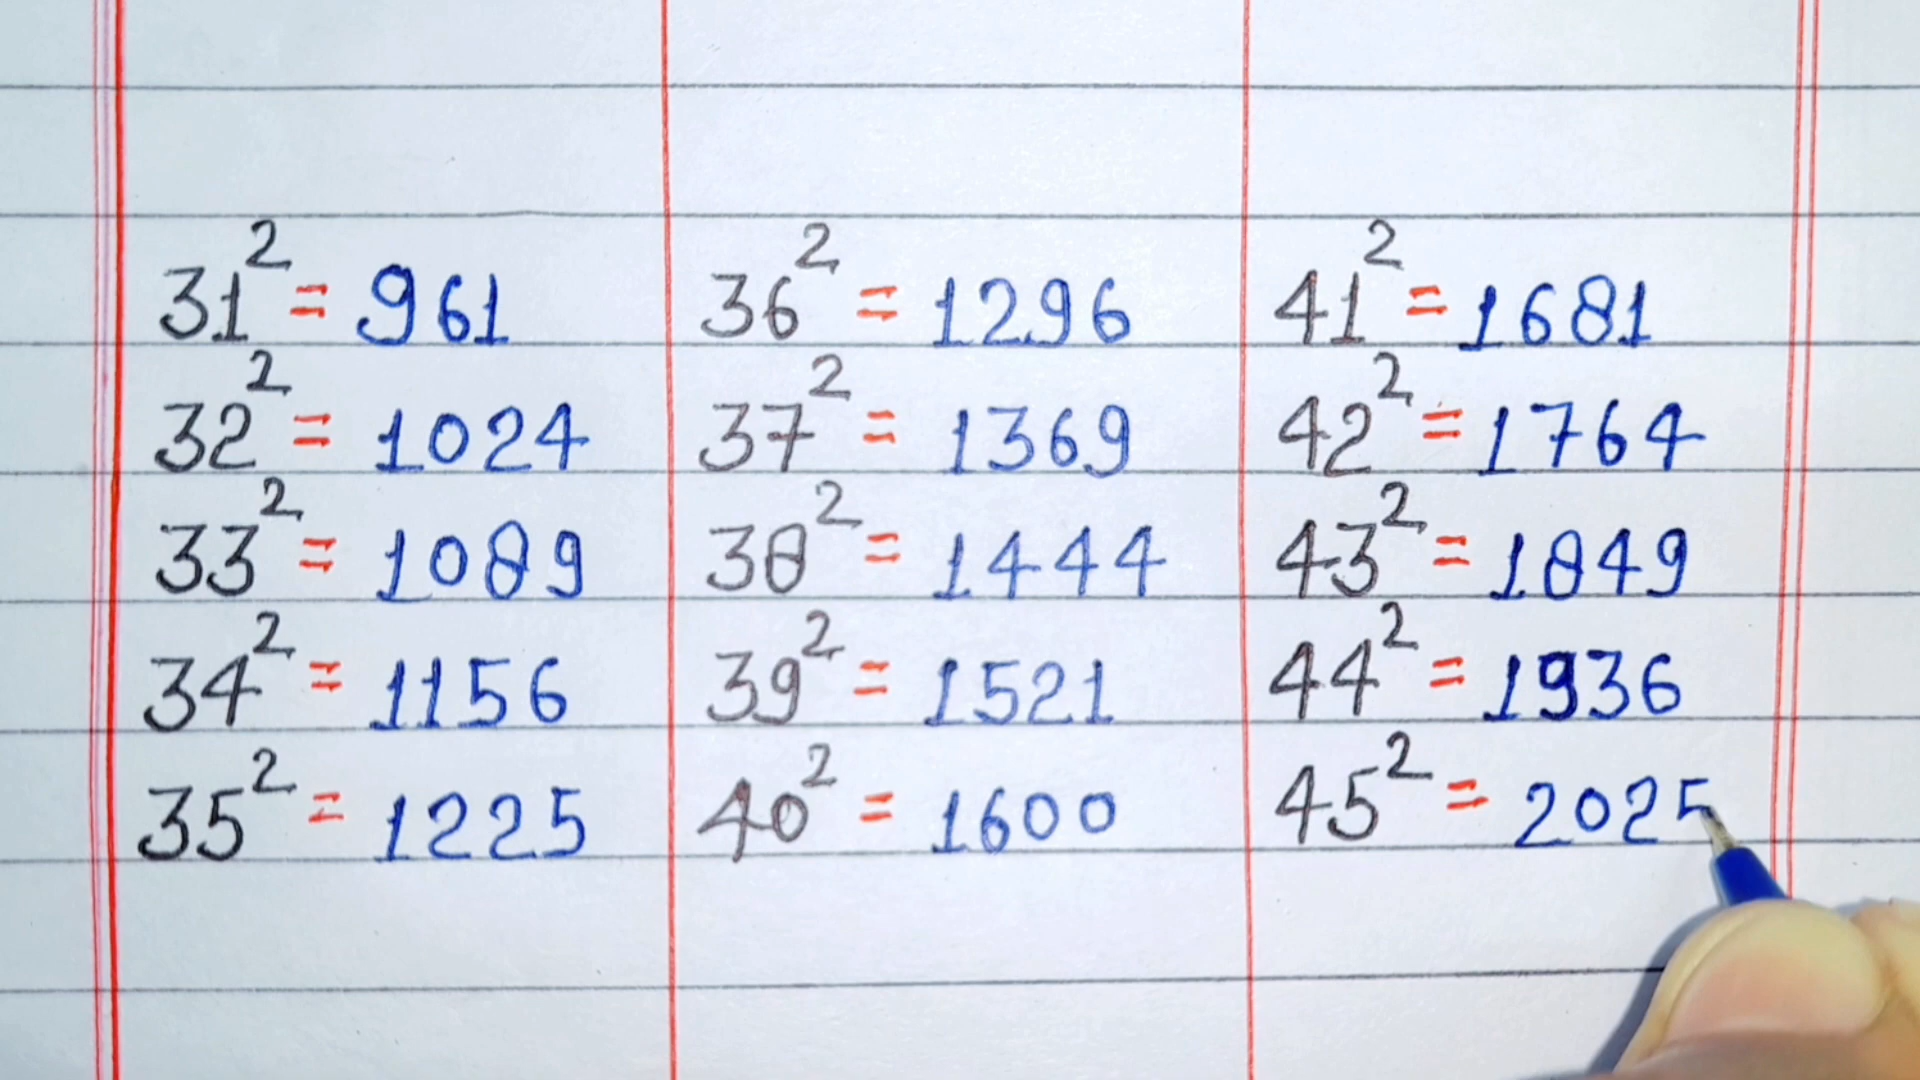 31² = 961
32² = 1024
33² = 1089
34² = 1156
35² = 1225
36² = 1296
37² = 1369
38² = 1444
39² = 1521
40² = 1600
41² = 1681
42² = 1764
43² = 1849
44² = 1936
45² = 2025